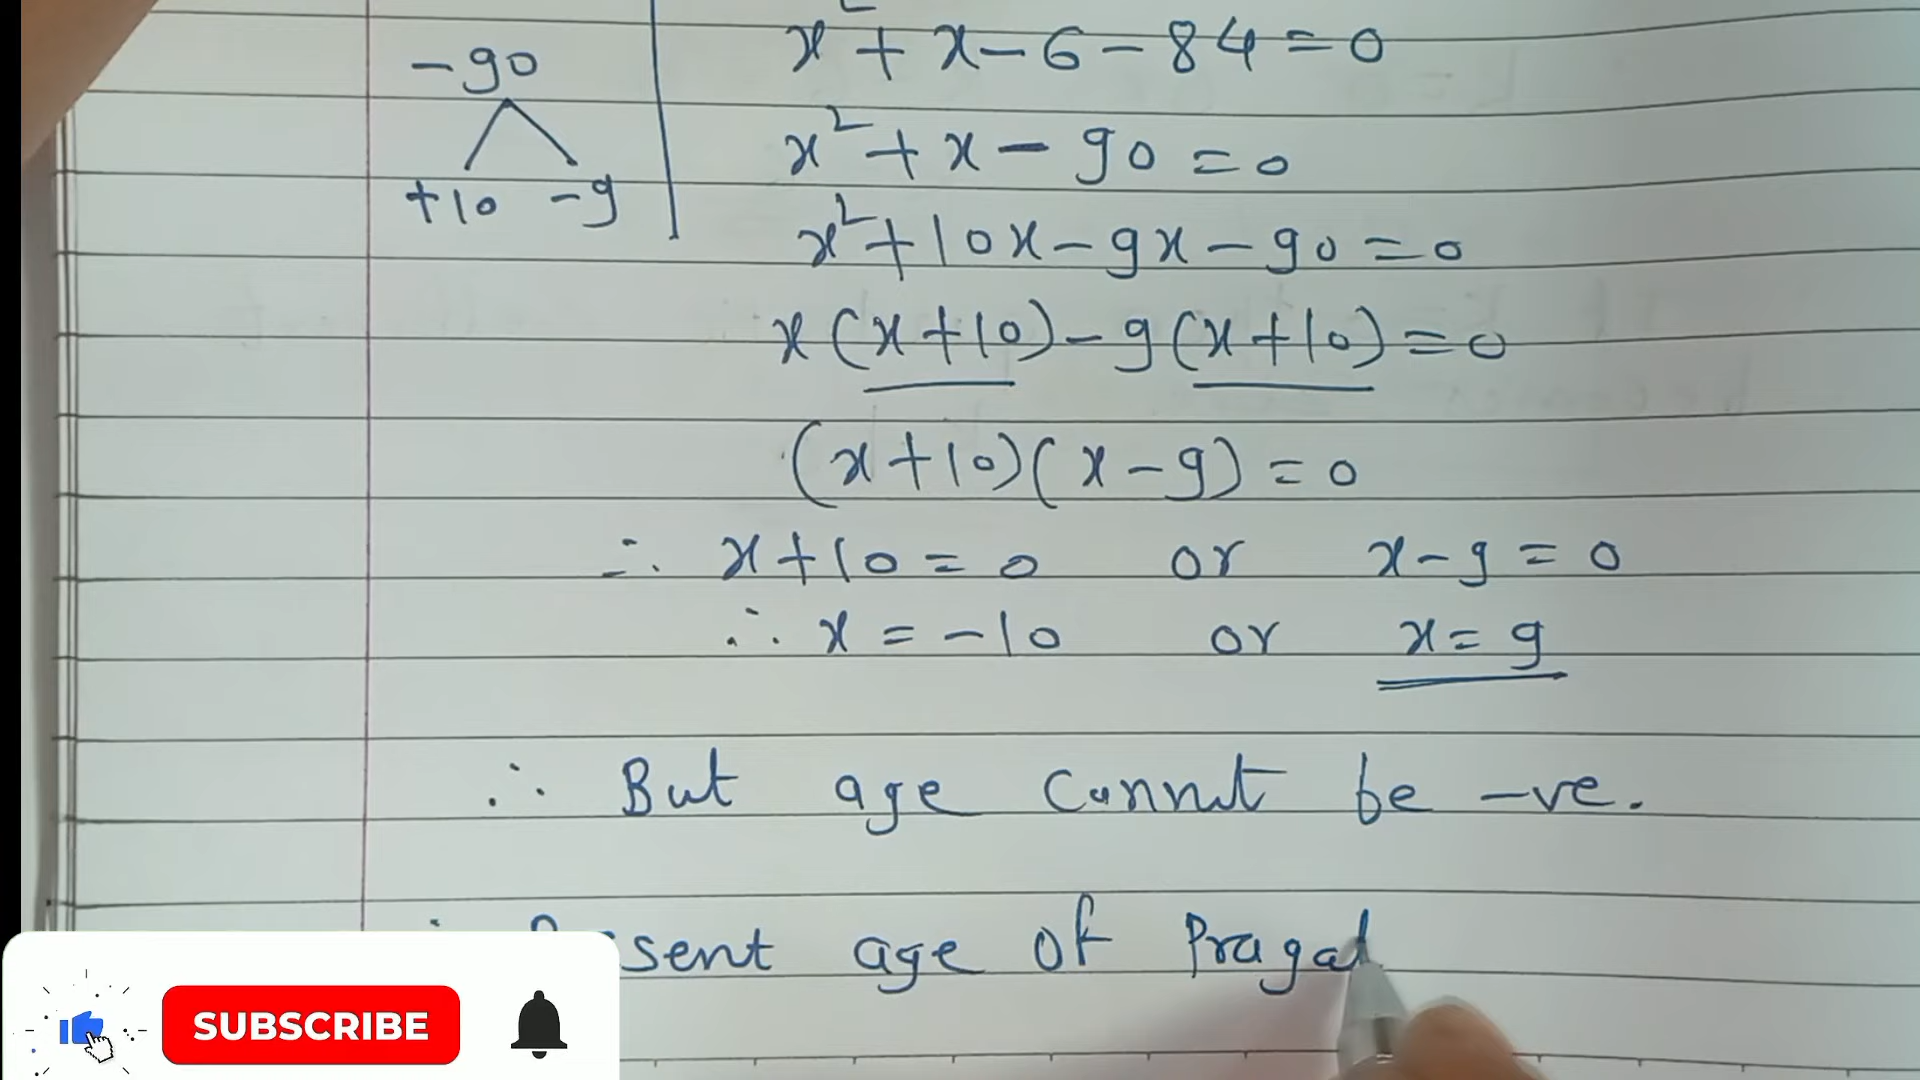 x² + x - 6 - 84 = 0
-90
x² + x - 90 = 0
+10 -9
x² + 10x - 9x - 90 = 0
x(x+10) - 9(x+10) = 0
(x+10)(x-9) = 0
∴ x+10 = 0 or x-9 = 0
∴ x = -10 or x = 9
∴ But age cannot be -ve.
sent age of Pragal
SUBSCRIBE